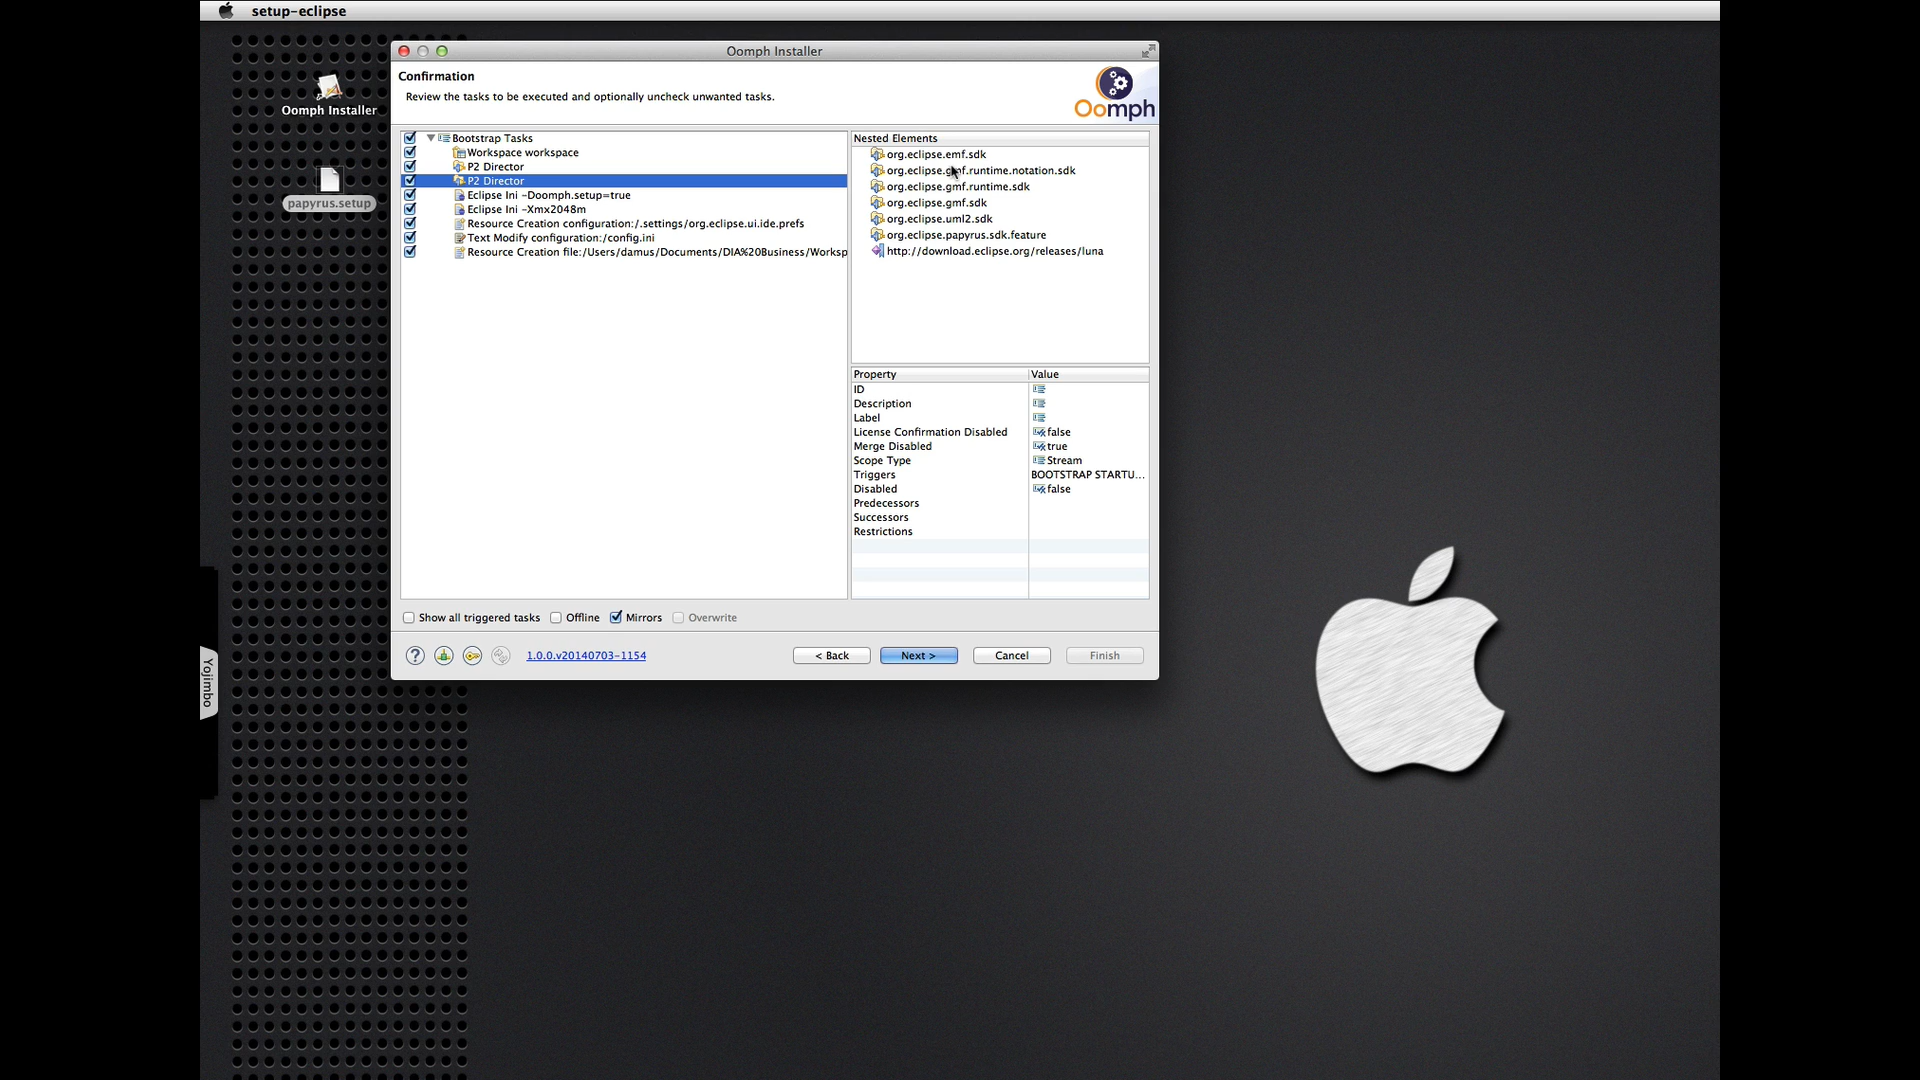 setup-eclipse
Oomph Installer
papyrus.setup
Yojimbo
Oomph Installer
Confirmation
Review the tasks to be executed and optionally uncheck unwanted tasks.
Oomph
Bootstrap Tasks
Workspace workspace
P2 Director
P2 Director
Eclipse Ini -Doomph.setup=true
Eclipse Ini -Xmx2048m
Resource Creation configuration:/.settings/org.eclipse.ui.ide.prefs
Text Modify configuration:/config.ini
Resource Creation file:/Users/damus/Documents/DIA%20Business/Worksp
Nested Elements
org.eclipse.emf.sdk
org.eclipse.gmf.runtime.notation.sdk
org.eclipse.gmf.runtime.sdk
org.eclipse.gmf.sdk
org.eclipse.uml2.sdk
org.eclipse.papyrus.sdk.feature
http://download.eclipse.org/releases/luna
Property Value
ID
Description
Label
License Confirmation Disabled false
Merge Disabled true
Scope Type Stream
Triggers BOOTSTRAP STARTU...
Disabled false
Predecessors
Successors
Restrictions
Show all triggered tasks Offline Mirrors Overwrite
1.0.0.v20140703-1154 < Back Next > Cancel Finish